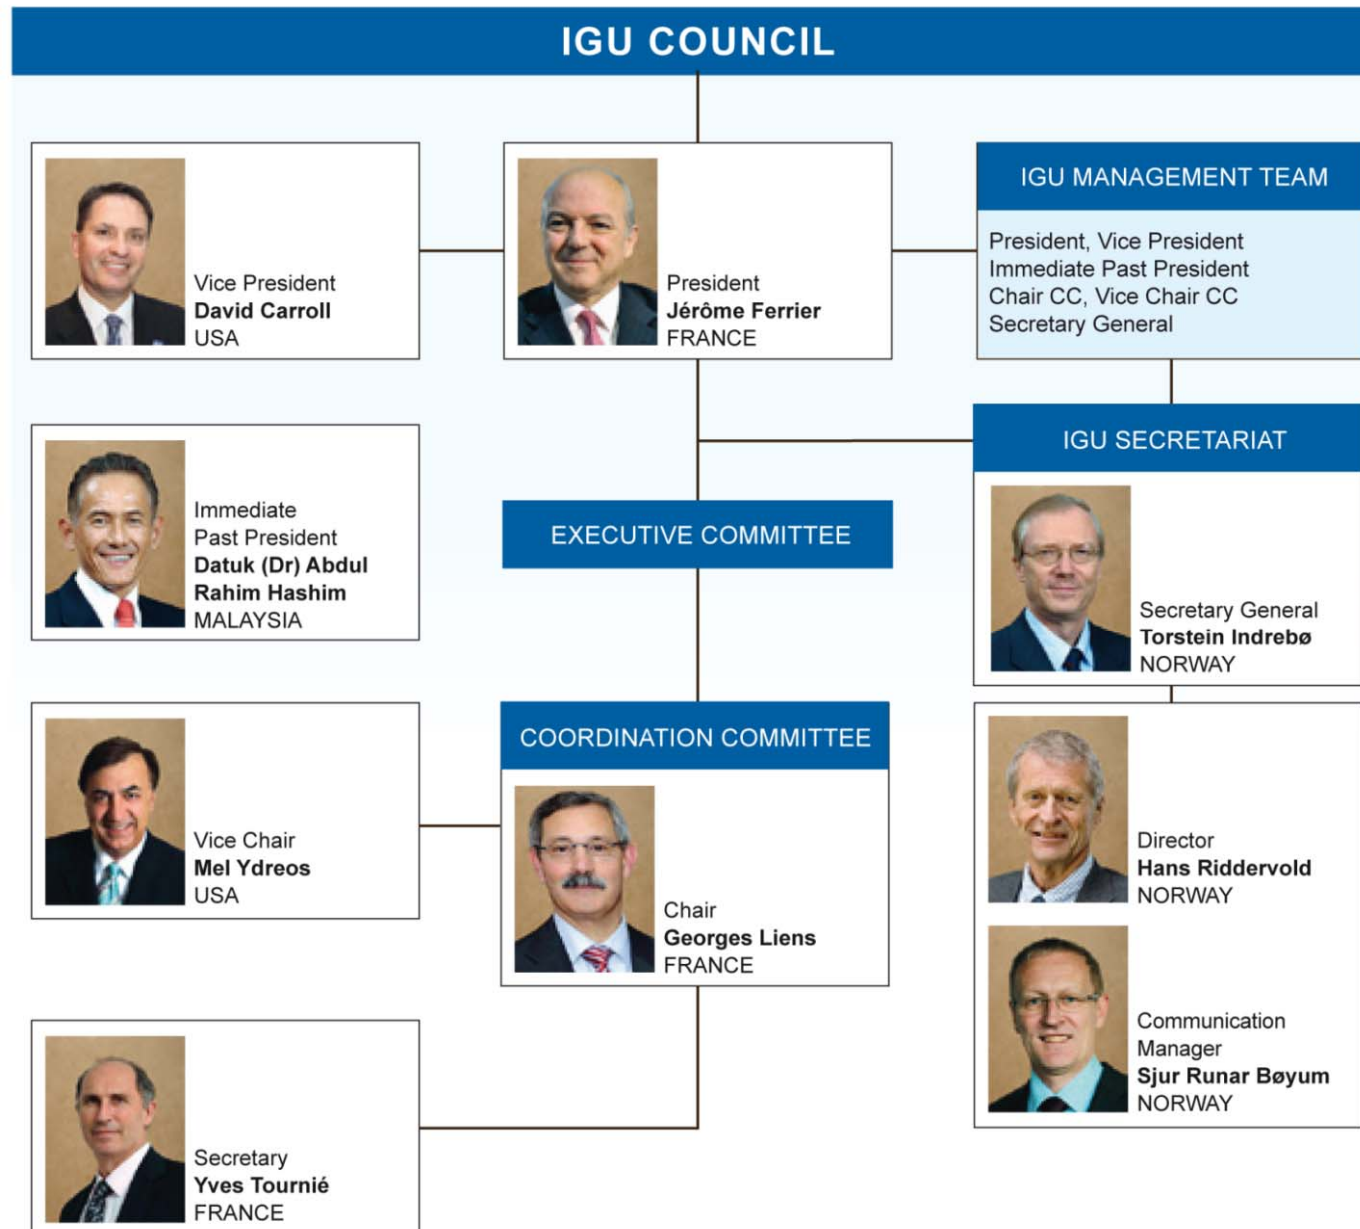 IGU COUNCIL
Vice President
David Carroll
USA
President
Jérôme Ferrier
FRANCE
IGU MANAGEMENT TEAM
President, Vice President
Immediate Past President
Chair CC, Vice Chair CC
Secretary General
Immediate
Past President
Datuk (Dr) Abdul
Rahim Hashim
MALAYSIA
EXECUTIVE COMMITTEE
IGU SECRETARIAT
Secretary General
Torstein Indrebø
NORWAY
Vice Chair
Mel Ydreos
USA
COORDINATION COMMITTEE
Chair
Georges Liens
FRANCE
Director
Hans Riddervold
NORWAY
Communication
Manager
Sjur Runar Bøyum
NORWAY
Secretary
Yves Tournié
FRANCE